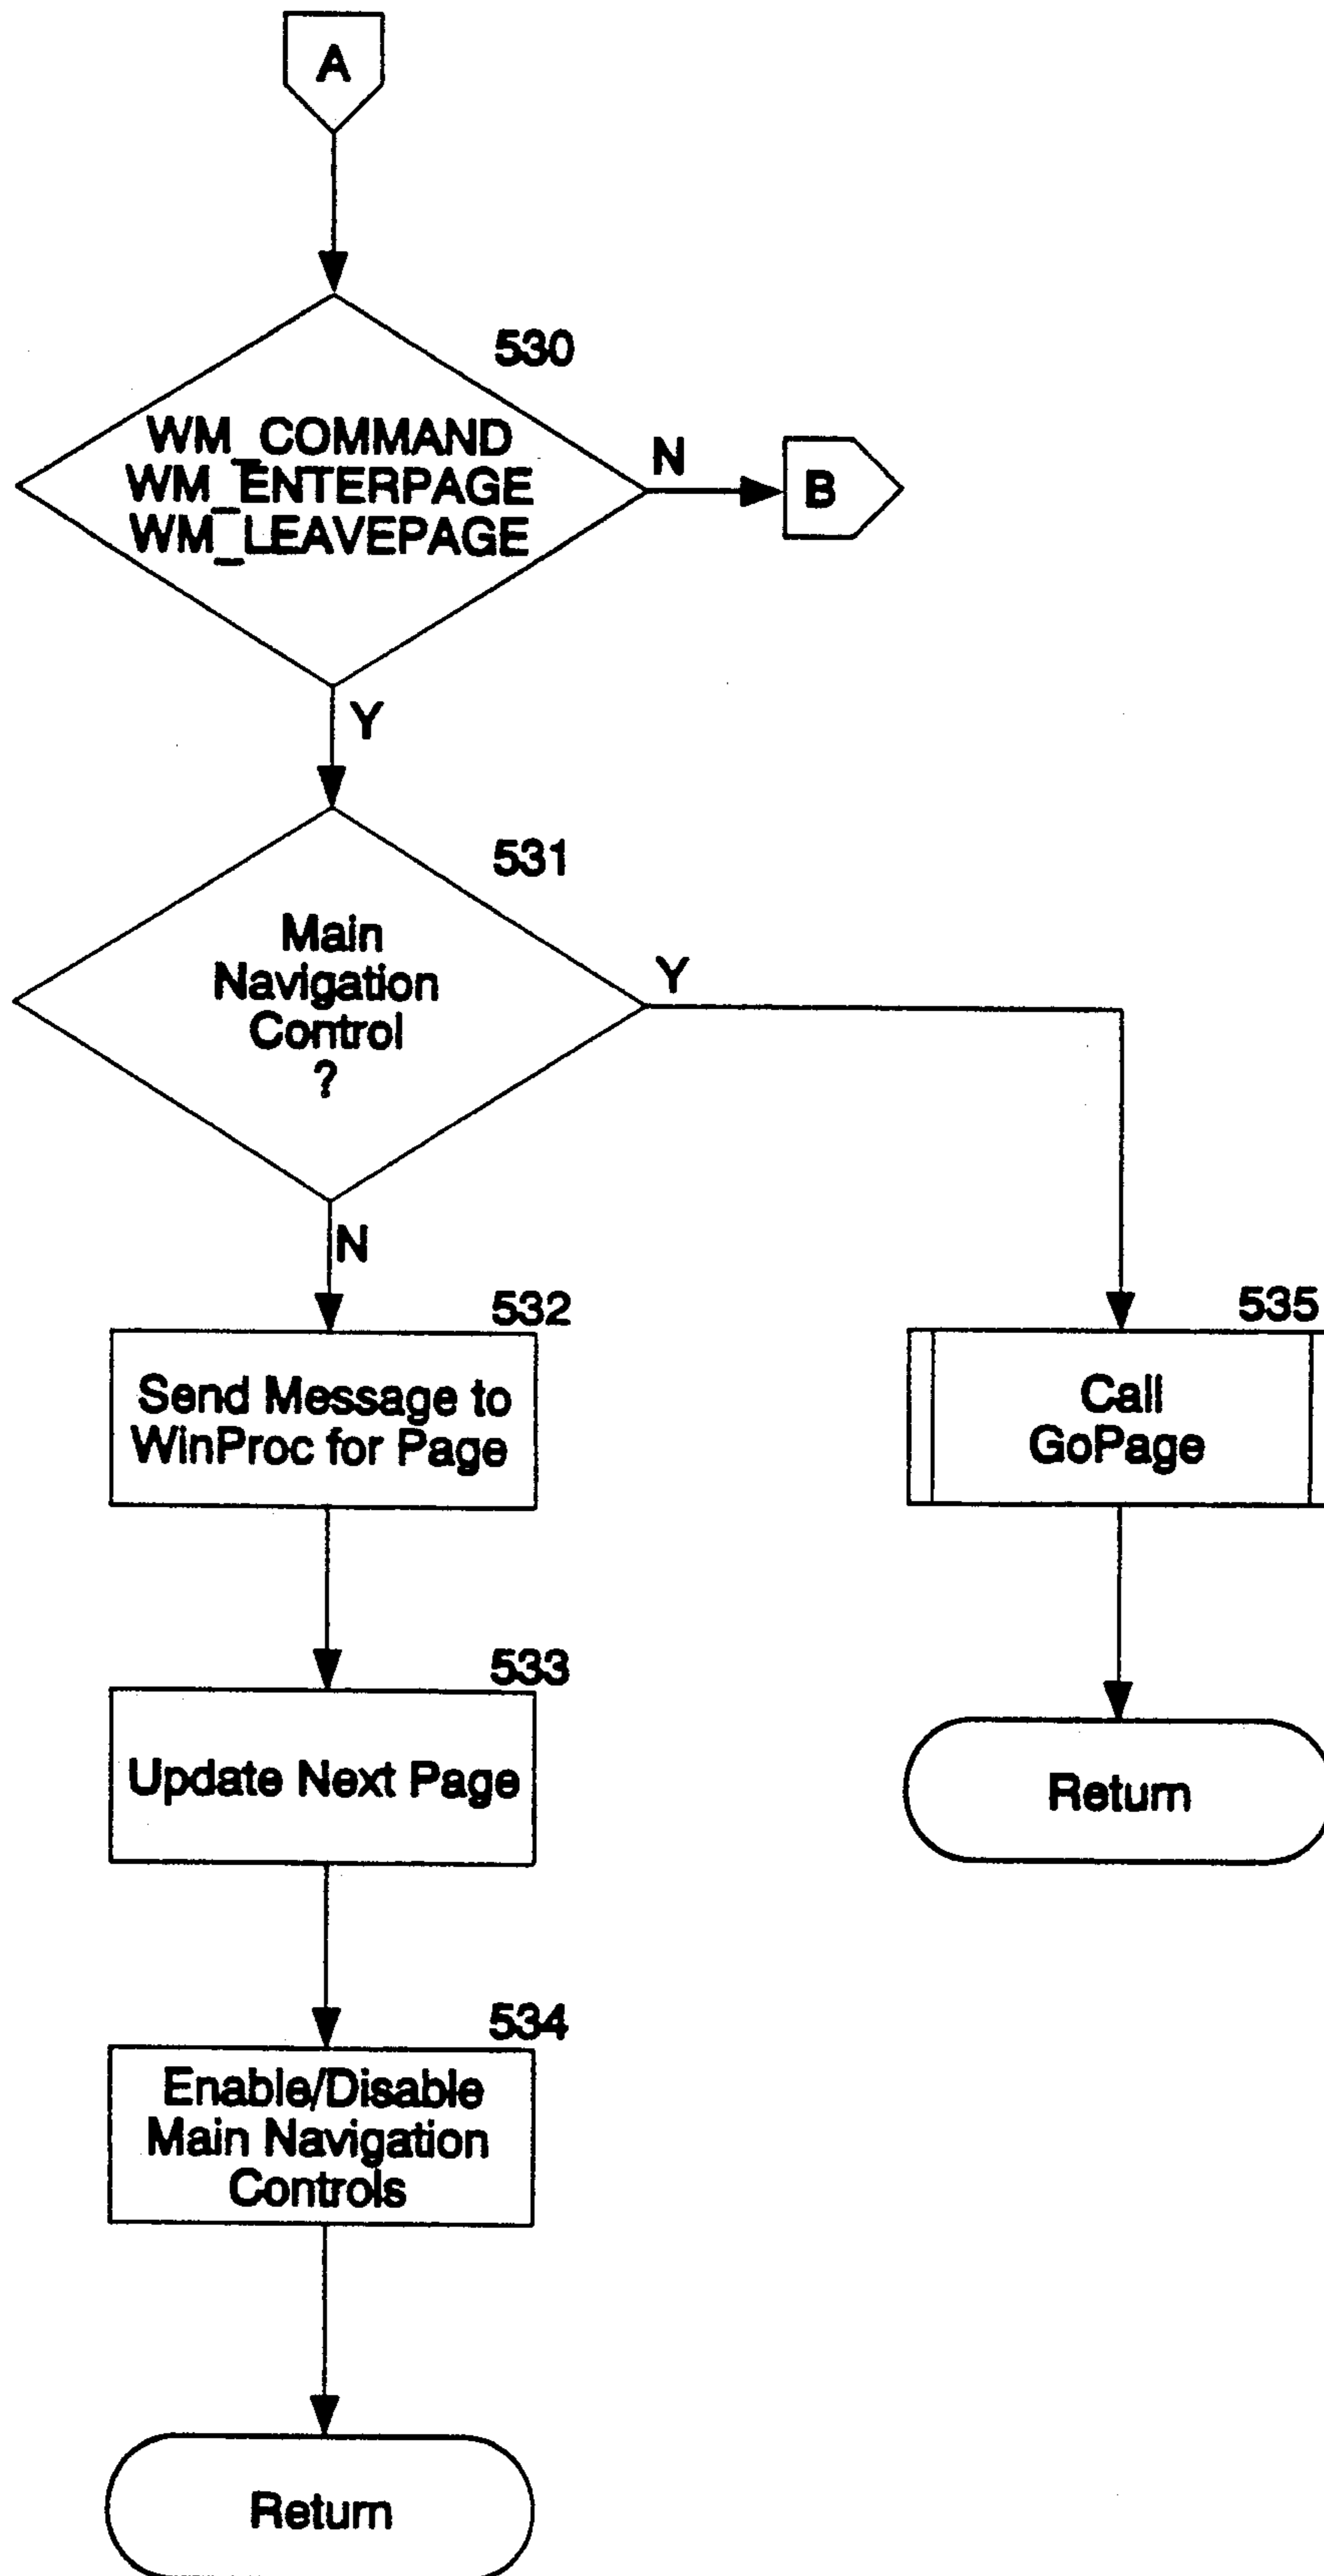 A
530
WM_COMMAND
WM_ENTERPAGE
WM_LEAVEPAGE
N
B
Y
531
Main
Navigation
Control
?
Y
N
532
Send Message to
WinProc for Page
535
Call
GoPage
533
Update Next Page
Return
534
Enable/Disable
Main Navigation
Controls
Return